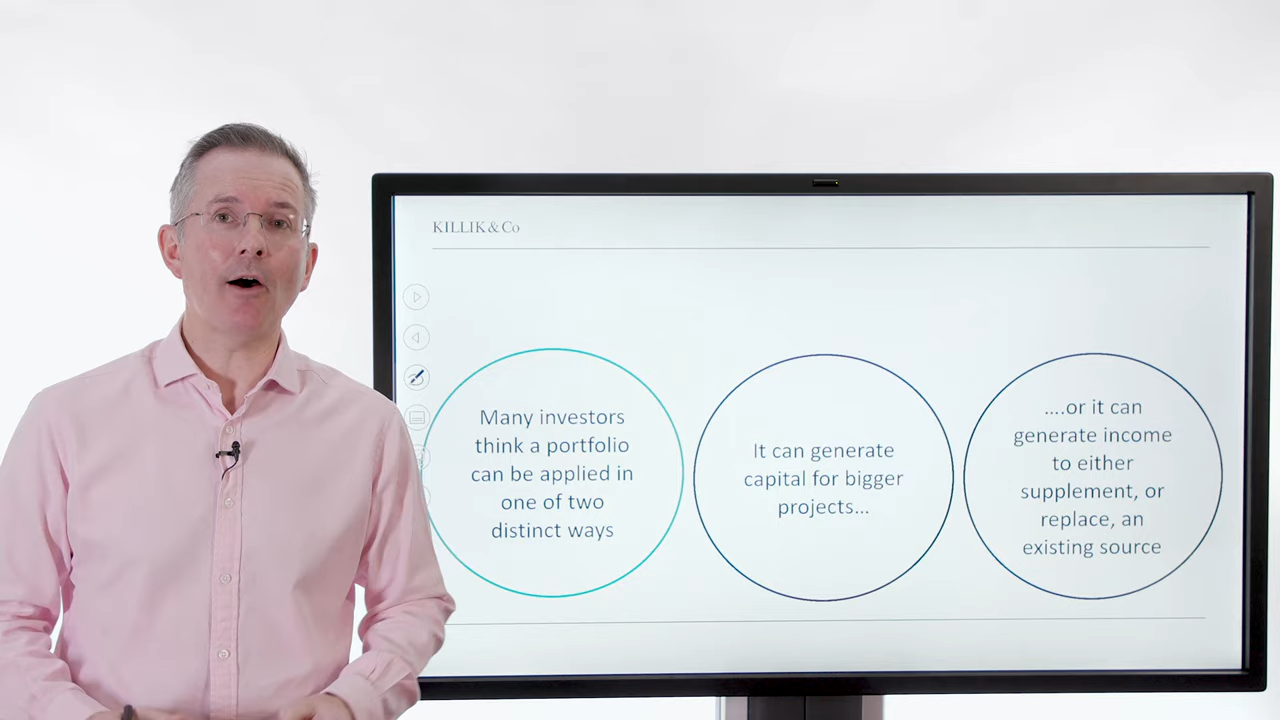 KILLIK & Co
Many investors
think a portfolio
can be applied in
one of two
distinct ways
It can generate
capital for bigger
projects...
....or it can
generate income
to either
supplement, or
replace, an
existing source